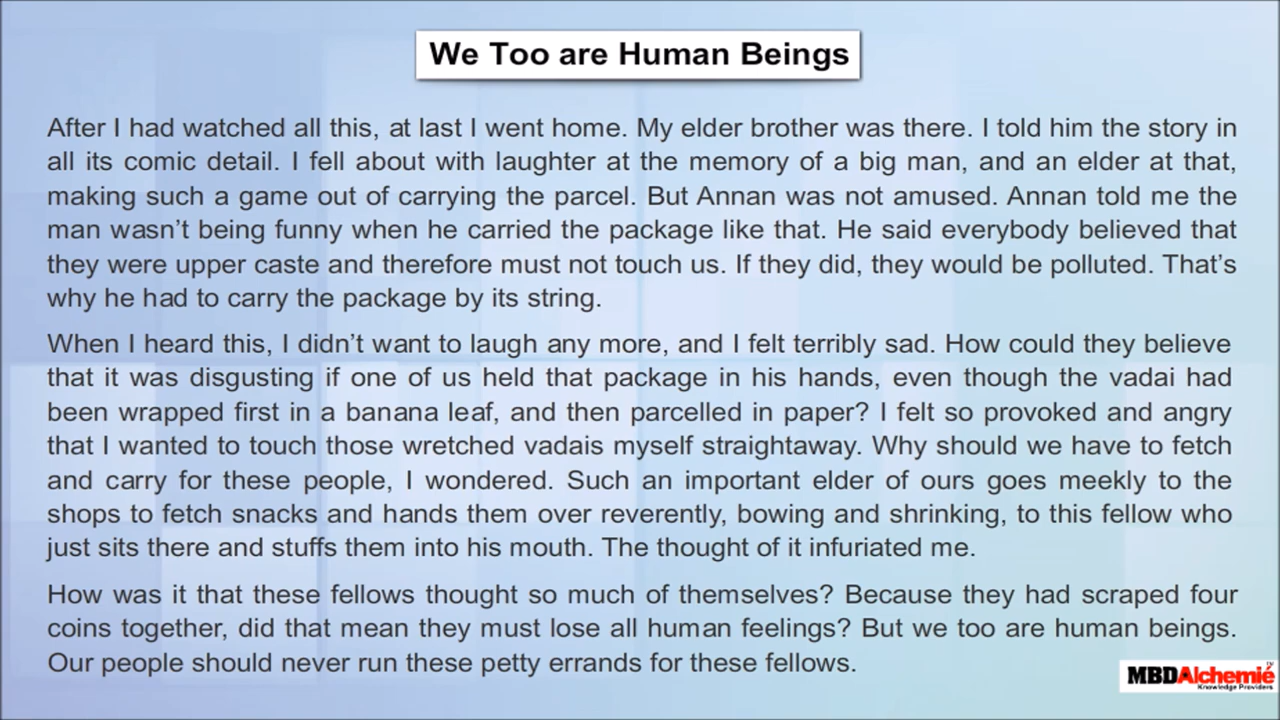 We Too are Human Beings
After I had watched all this, at last I went home. My elder brother was there. I told him the story in
all its comic detail. I fell about with laughter at the memory of a big man, and an elder at that,
making such a game out of carrying the parcel. But Annan was not amused. Annan told me the
man wasn't being funny when he carried the package like that. He said everybody believed that
they were upper caste and therefore must not touch us. If they did, they would be polluted. That's
why he had to carry the package by its string.
When I heard this, I didn't want to laugh any more, and I felt terribly sad. How could they believe
that it was disgusting if one of us held that package in his hands, even though the vadai had
been wrapped first in a banana leaf, and then parcelled in paper? I felt so provoked and angry
that I wanted to touch those wretched vadais myself straightaway. Why should we have to fetch
and carry for these people, I wondered. Such an important elder of ours goes meekly to the
shops to fetch snacks and hands them over reverently, bowing and shrinking, to this fellow who
just sits there and stuffs them into his mouth. The thought of it infuriated me.
How was it that these fellows thought so much of themselves? Because they had scraped four
coins together, did that mean they must lose all human feelings? But we too are human beings.
Our people should never run these petty errands for these fellows.
MBDAlchemié TM
Knowledge Providers